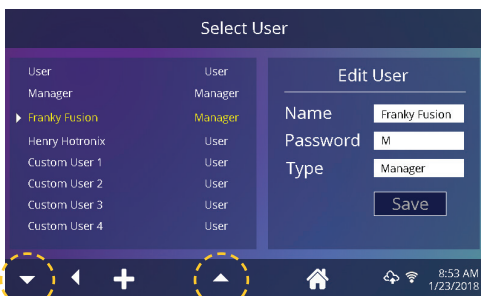 Select User
User User
Manager Manager
Franky Fusion Manager
Henry Hotronix User
Custom User 1 User
Custom User 2 User
Custom User 3 User
Custom User 4 User
Edit User
Name Franky Fusion
Password M
Type Manager
Save
8:53 AM
1/23/2018